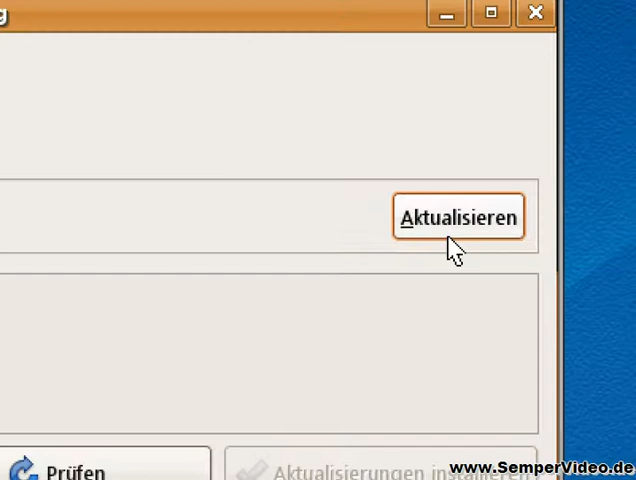 g
Aktualisieren
Prüfen
Aktualisierungen installieren
www.SemperVideo.de